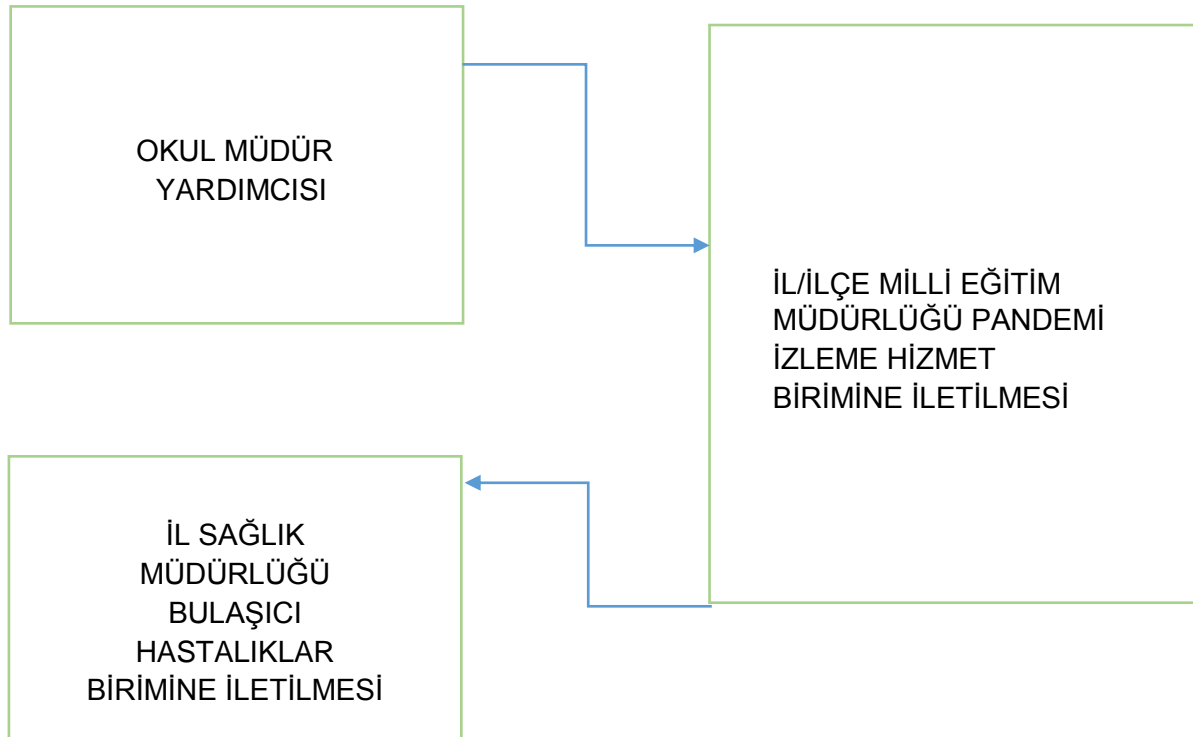 OKUL MÜDÜR
YARDIMCISI
İL/İLÇE MİLLİ EĞİTİM
MÜDÜRLÜĞÜ PANDEMİ
İZLEME HİZMET
BİRİMİNE İLETİLMESİ
İL SAĞLIK
MÜDÜRLÜĞÜ
BULAŞICI
HASTALIKLAR
BİRİMİNE İLETİLMESİ